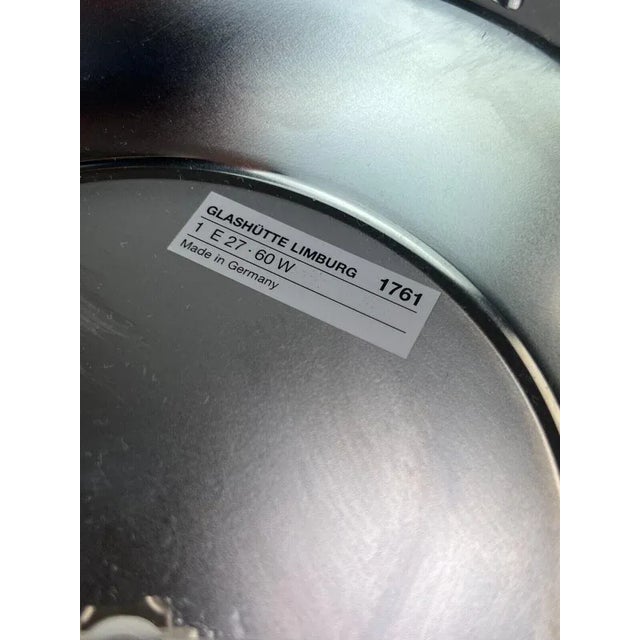 GLASHÜTTE LIMBURG 1761
1 E 27 · 60 W
Made in Germany